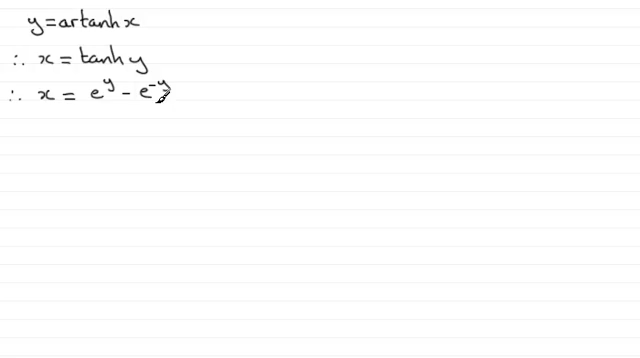 y = artanh x
∴ x = tanh y
∴ x = e^y - e^-y